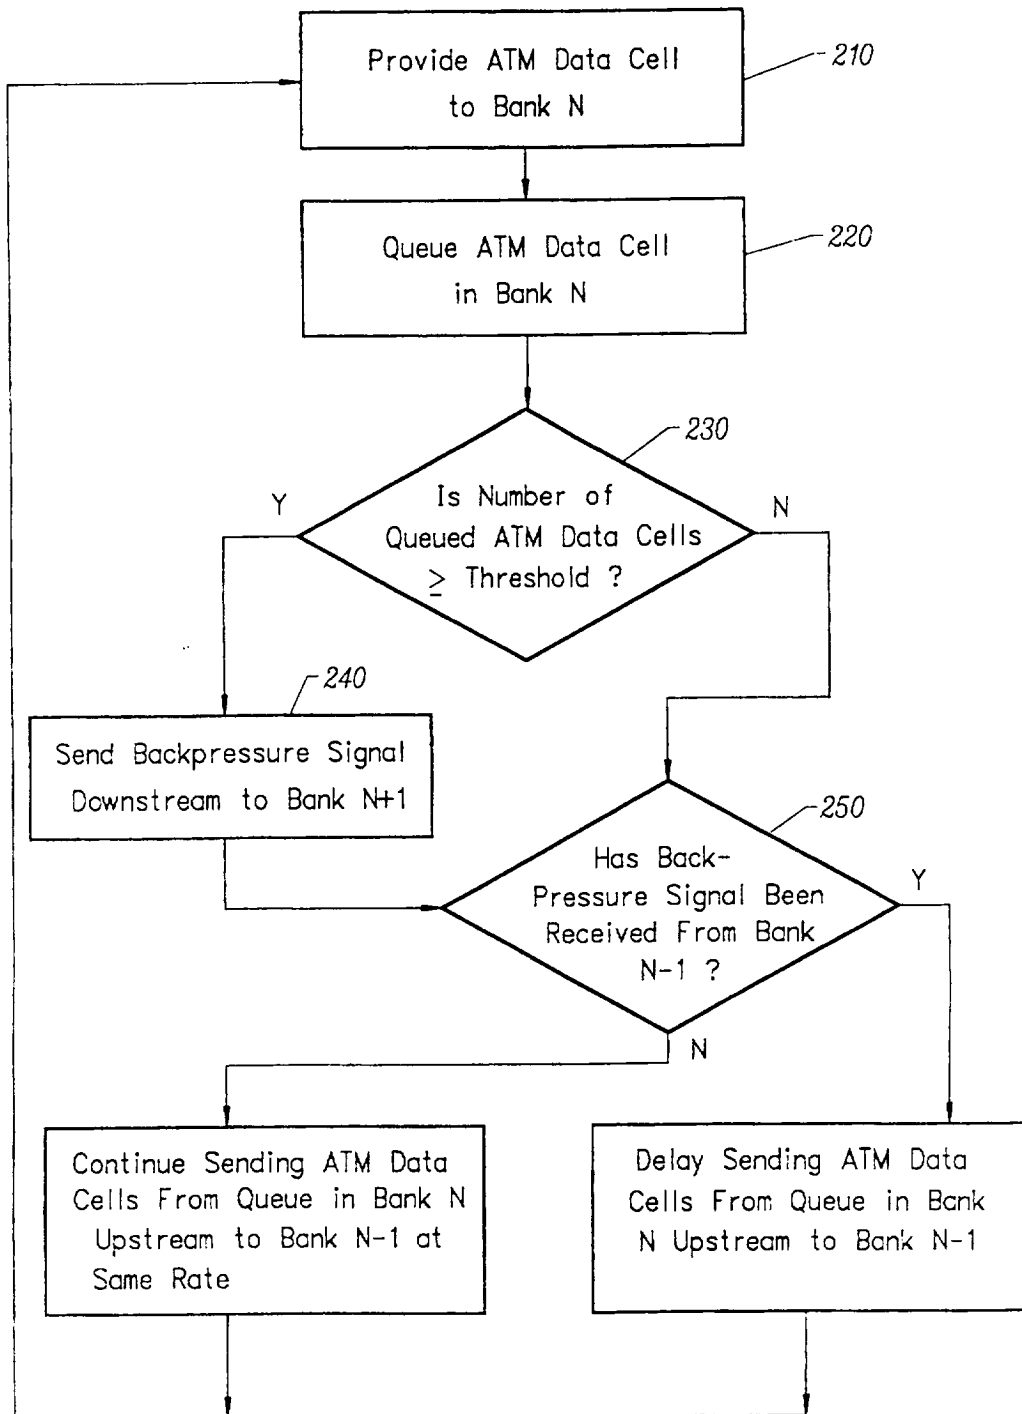 Provide ATM Data Cell
to Bank N
210
Queue ATM Data Cell
in Bank N
220
230
Y
Is Number of
Queued ATM Data Cells
≥ Threshold ?
N
240
Send Backpressure Signal
Downstream to Bank N+1
250
Has Back-
Pressure Signal Been
Received From Bank
N-1 ?
Y
N
Continue Sending ATM Data
Cells From Queue in Bank N
Upstream to Bank N-1 at
Same Rate
Delay Sending ATM Data
Cells From Queue in Bank
N Upstream to Bank N-1